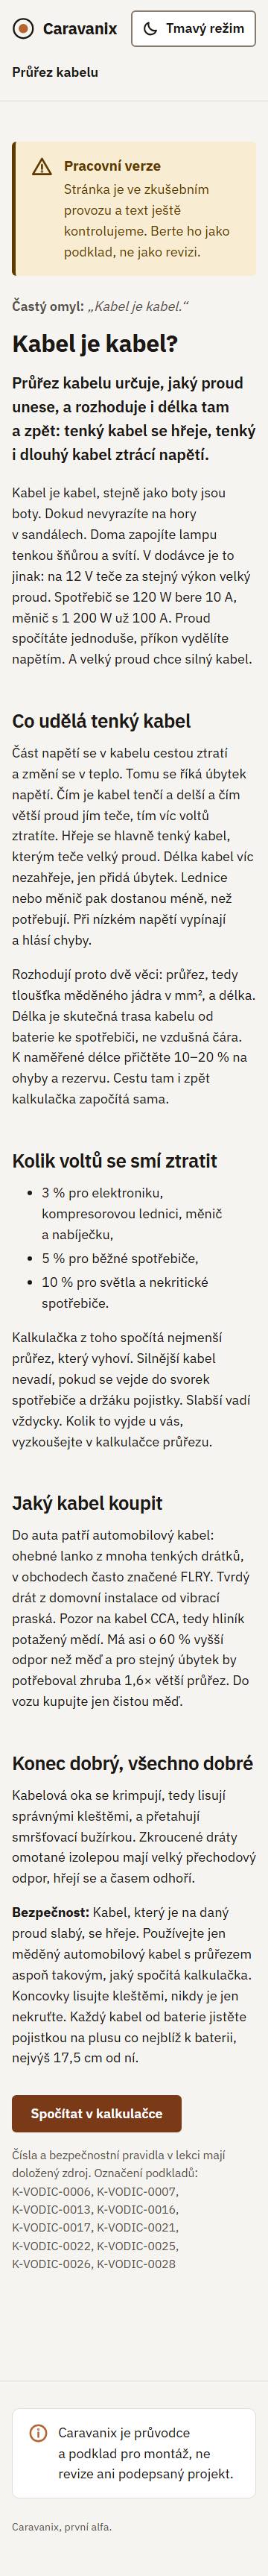 Caravanix
Tmavý režim
Průřez kabelu
Pracovní verze
Stránka je ve zkušebním
provozu a text ještě
kontrolujeme. Berte ho jako
podklad, ne jako revizi.
Častý omyl: „Kabel je kabel.“
Kabel je kabel?
Průřez kabelu určuje, jaký proud
unese, a rozhoduje i délka tam
a zpět: tenký kabel se hřeje, tenký
i dlouhý kabel ztrácí napětí.
Kabel je kabel, stejně jako boty jsou
boty. Dokud nevyrazíte na hory
v sandálech. Doma zapojíte lampu
tenkou šňůrou a svítí. V dodávce je to
jinak: na 12 V teče za stejný výkon velký
proud. Spotřebič se 120 W bere 10 A,
měnič s 1 200 W už 100 A. Proud
spočítáte jednoduše, příkon vydělíte
napětím. A velký proud chce silný kabel.
Co udělá tenký kabel
Část napětí se v kabelu cestou ztratí
a změní se v teplo. Tomu se říká úbytek
napětí. Čím je kabel tenčí a delší a čím
větší proud jím teče, tím víc voltů
ztratíte. Hřeje se hlavně tenký kabel,
kterým teče velký proud. Délka kabel víc
nezahřeje, jen přidá úbytek. Lednice
nebo měnič pak dostanou méně, než
potřebují. Při nízkém napětí vypínají
a hlásí chyby.
Rozhodují proto dvě věci: průřez, tedy
tloušťka měděného jádra v mm², a délka.
Délka je skutečná trasa kabelu od
baterie ke spotřebiči, ne vzdušná čára.
K naměřené délce přičtěte 10–20 % na
ohyby a rezervu. Cestu tam i zpět
kalkulačka započítá sama.
Kolik voltů se smí ztratit
• 3 % pro elektroniku,
kompresorovou lednici, měnič
a nabíječku,
• 5 % pro běžné spotřebiče,
• 10 % pro světla a nekritické
spotřebiče.
Kalkulačka z toho spočítá nejmenší
průřez, který vyhoví. Silnější kabel
nevadí, pokud se vejde do svorek
spotřebiče a držáku pojistky. Slabší vadí
vždycky. Kolik to vyjde u vás,
vyzkoušejte v kalkulačce průřezu.
Jaký kabel koupit
Do auta patří automobilový kabel:
ohebné lanko z mnoha tenkých drátků,
v obchodech často značené FLRY. Tvrdý
drát z domovní instalace od vibrací
praská. Pozor na kabel CCA, tedy hliník
potažený mědí. Má asi o 60 % vyšší
odpor než měď a pro stejný úbytek by
potřeboval zhruba 1,6× větší průřez. Do
vozu kupujte jen čistou měď.
Konec dobrý, všechno dobré
Kabelová oka se krimpují, tedy lisují
správnými kleštěmi, a přetahují
smršťovací bužírkou. Zkroucené dráty
omotané izolepou mají velký přechodový
odpor, hřejí se a časem odhoří.
Bezpečnost: Kabel, který je na daný
proud slabý, se hřeje. Používejte jen
měděný automobilový kabel s průřezem
aspoň takovým, jaký spočítá kalkulačka.
Koncovky lisujte kleštěmi, nikdy je jen
nekruťte. Každý kabel od baterie jistěte
pojistkou na plusu co nejblíž k baterii,
nejvýš 17,5 cm od ní.
Spočítat v kalkulačce
Čísla a bezpečnostní pravidla v lekci mají
doložený zdroj. Označení podkladů:
K-VODIC-0006, K-VODIC-0007,
K-VODIC-0013, K-VODIC-0016,
K-VODIC-0017, K-VODIC-0021,
K-VODIC-0022, K-VODIC-0025,
K-VODIC-0026, K-VODIC-0028
Caravanix je průvodce
a podklad pro montáž, ne
revize ani podepsaný projekt.
Caravanix, první alfa.